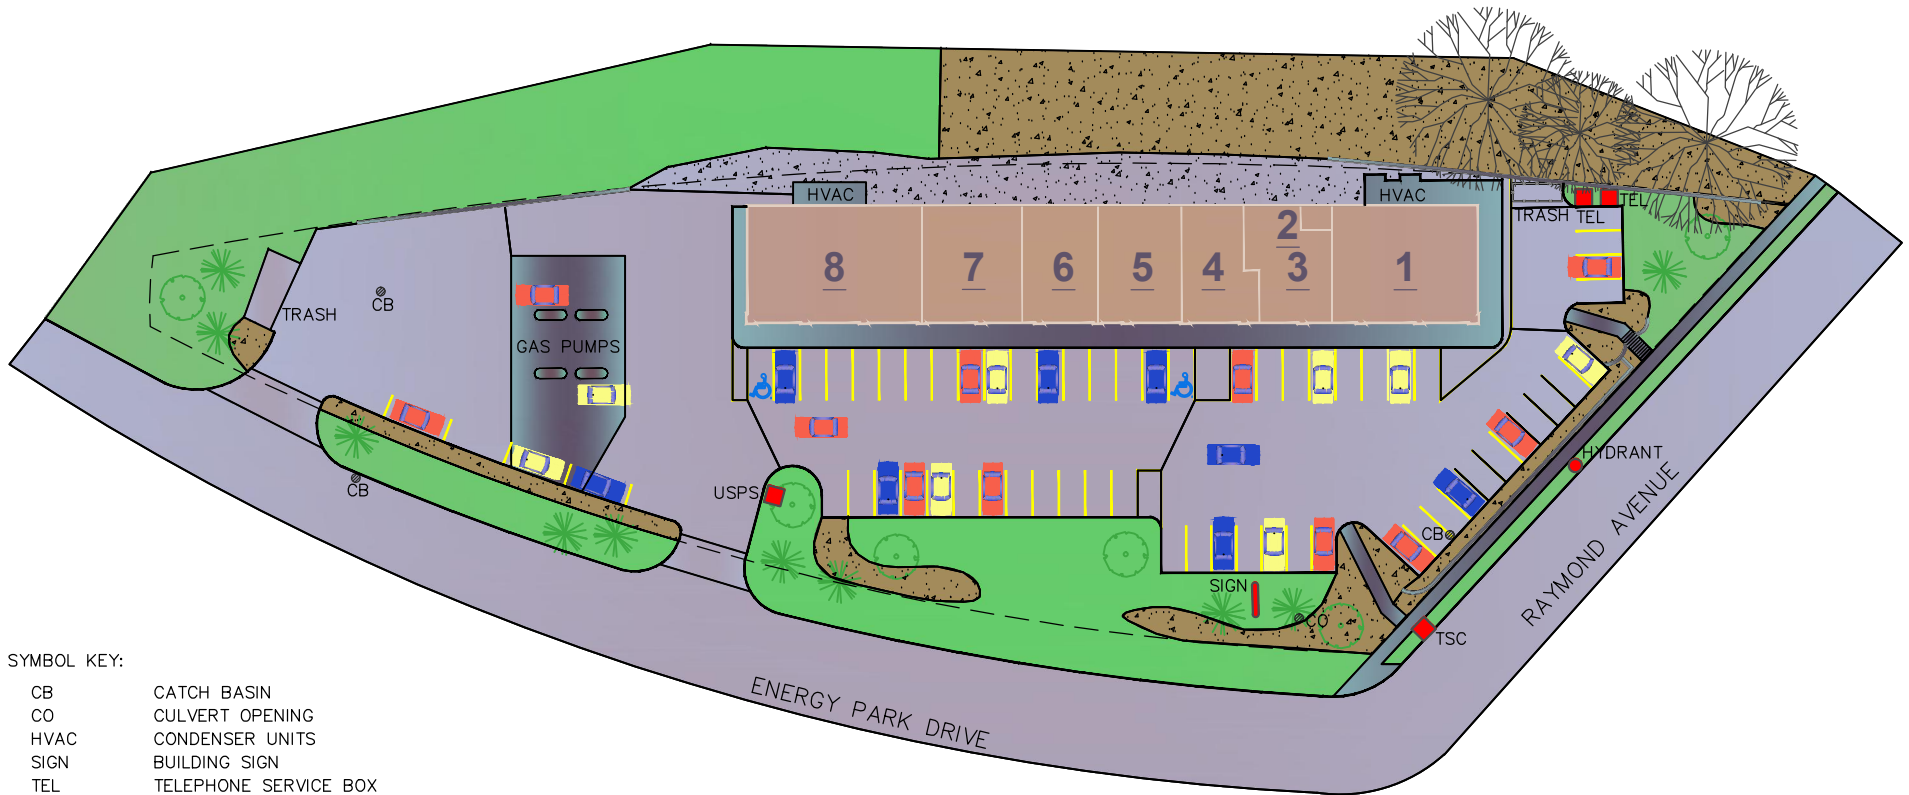 HVAC
HVAC
TRASH
TEL
TEL
8
7
6
5
4
2
3
1
CB
TRASH
GAS PUMPS
CB
USPS
HYDRANT
CB
SIGN
CO
TSC
RAYMOND AVENUE
ENERGY PARK DRIVE
SYMBOL KEY:
CB CATCH BASIN
CO CULVERT OPENING
HVAC CONDENSER UNITS
SIGN BUILDING SIGN
TEL TELEPHONE SERVICE BOX